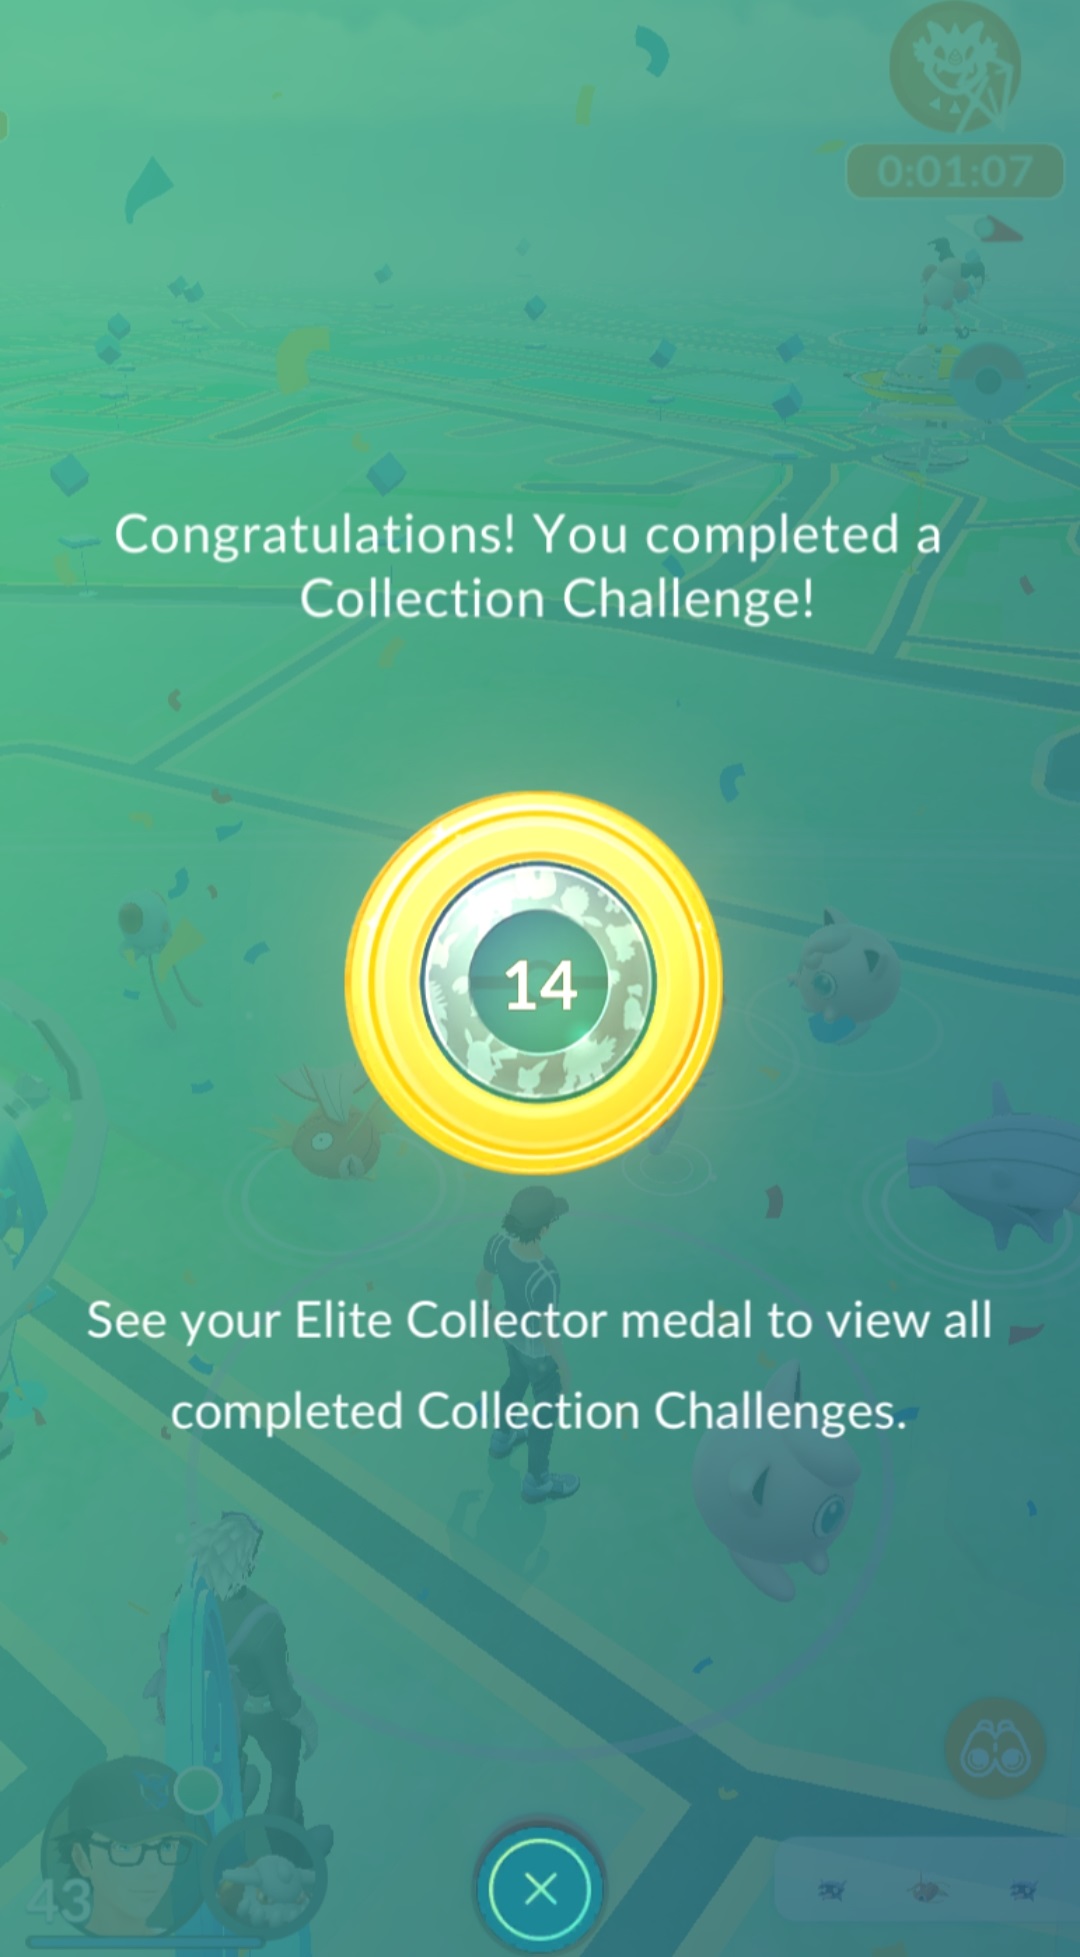 0:01:07
Congratulations! You completed a
Collection Challenge!
14
See your Elite Collector medal to view all
completed Collection Challenges.
43